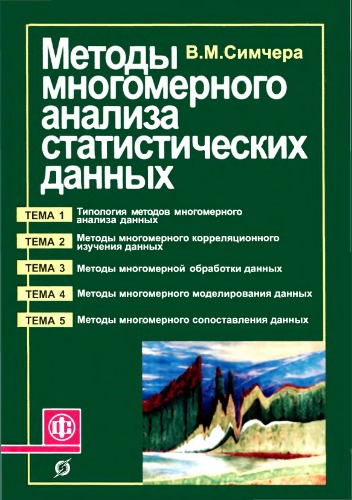 В.М.Симчера
Методы
многомерного
анализа
статистических
данных
ТЕМА 1 Типология методов многомерного
анализа данных
ТЕМА 2 Методы многомерного корреляционного
изучения данных
ТЕМА 3 Методы многомерной обработки данных
ТЕМА 4 Методы многомерного моделирования данных
ТЕМА 5 Методы многомерного сопоставления данных